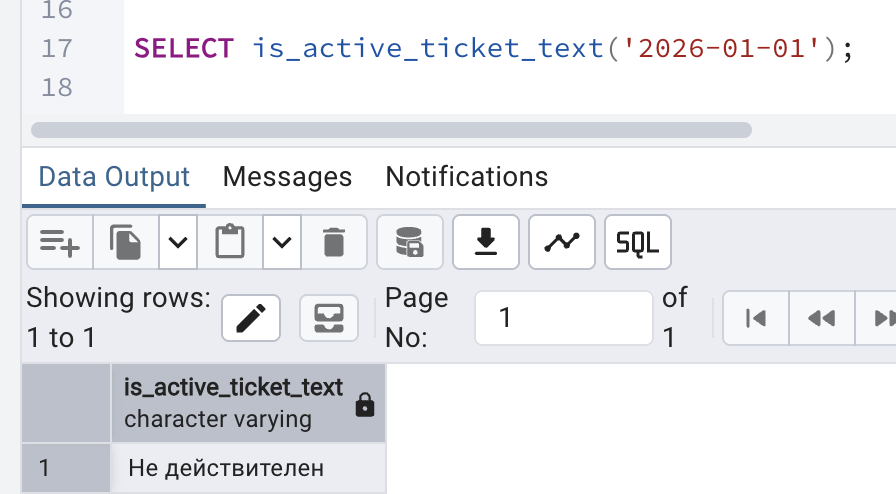 16
17 SELECT is_active_ticket_text('2026-01-01');
18
Data Output Messages Notifications
SQL
Showing rows: 1 to 1
Page No: 1 of 1
is_active_ticket_text
character varying
1 Не действителен